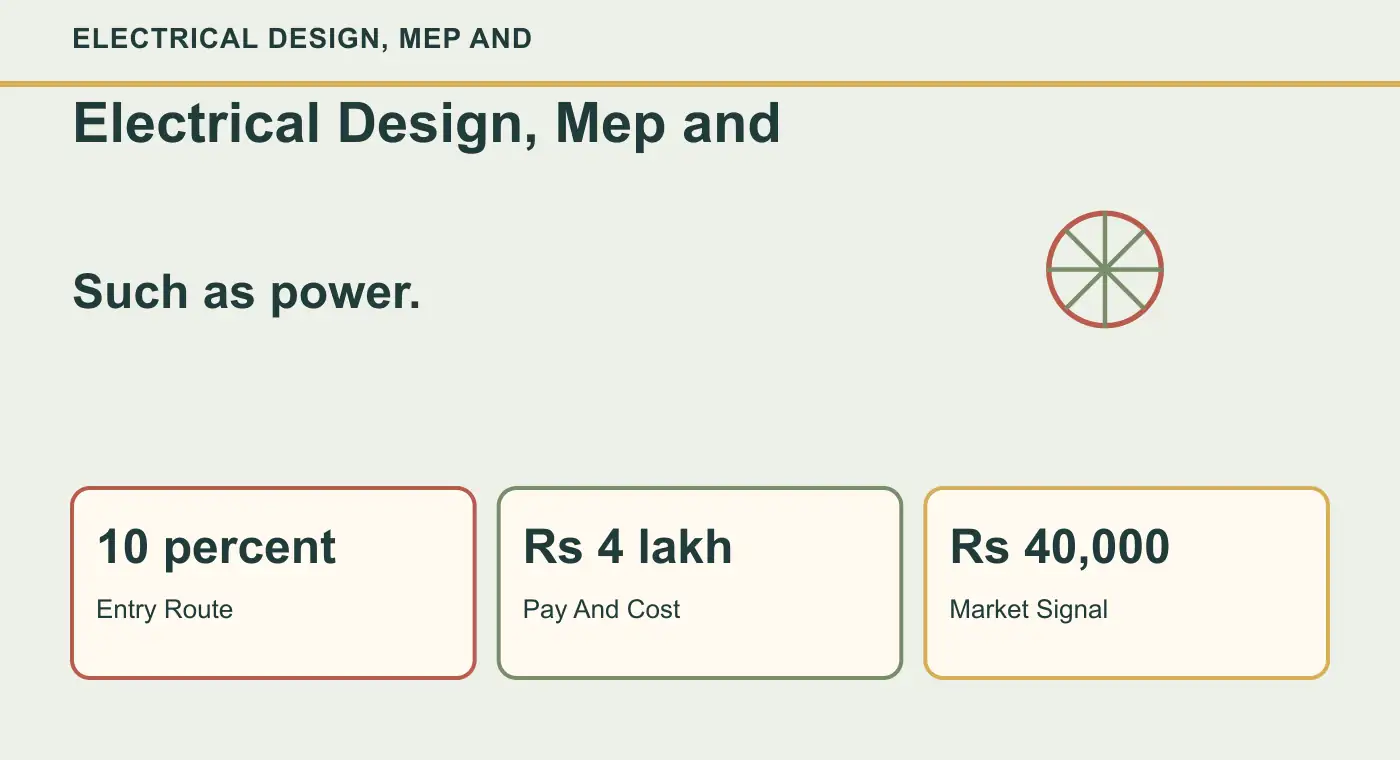 ELECTRICAL DESIGN, MEP AND
Electrical Design, Mep and
Such as power.
10 percent
Entry Route
Rs 4 lakh
Pay And Cost
Rs 40,000
Market Signal